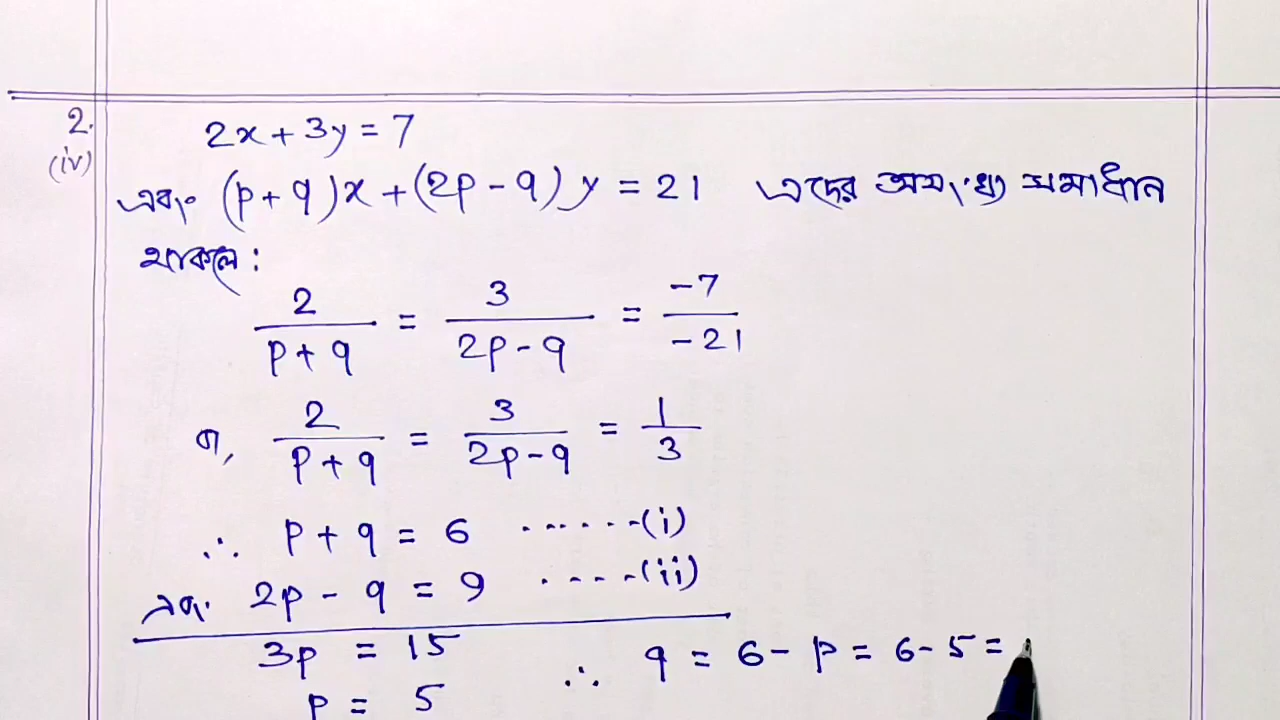 2. 2x + 3y = 7
(iv) এবং (p + q)x + (2p - q)y = 21 এদের অসংখ্য সমাধান
থাকলে :
2/(p + q) = 3/(2p - q) = -7/-21
বা, 2/(p + q) = 3/(2p - q) = 1/3
∴ p + q = 6 ......(i)
এবং 2p - q = 9 ....(ii)
3p = 15 ∴ q = 6 - p = 6 - 5 =
p = 5